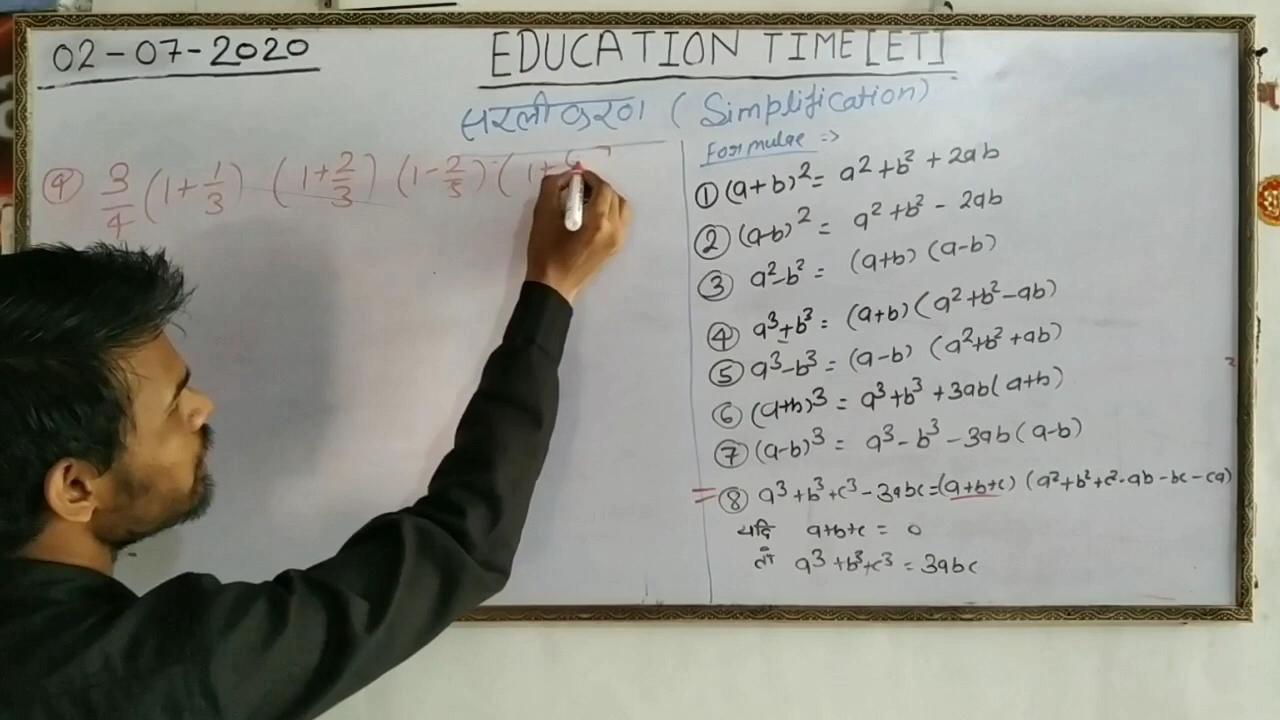 02-07-2020
EDUCATION TIME[ET]
सरलीकरण (Simplification)
④ 3/4 (1+1/3) (1+2/3) (1-2/5) (1+
Formulae =>
① (a+b)² = a²+b²+2ab
② (a-b)² = a²+b²-2ab
③ a²-b² = (a+b) (a-b)
④ a³+b³ = (a+b) (a²+b²-ab)
⑤ a³-b³ = (a-b) (a²+b²+ab)
⑥ (a+b)³ = a³+b³+3ab(a+b)
⑦ (a-b)³ = a³-b³-3ab(a-b)
⑧ a³+b³+c³-3abc=(a+b+c) (a²+b²+c²-ab-bc-ca)
यदि a+b+c = 0
तो a³+b³+c³ = 3abc